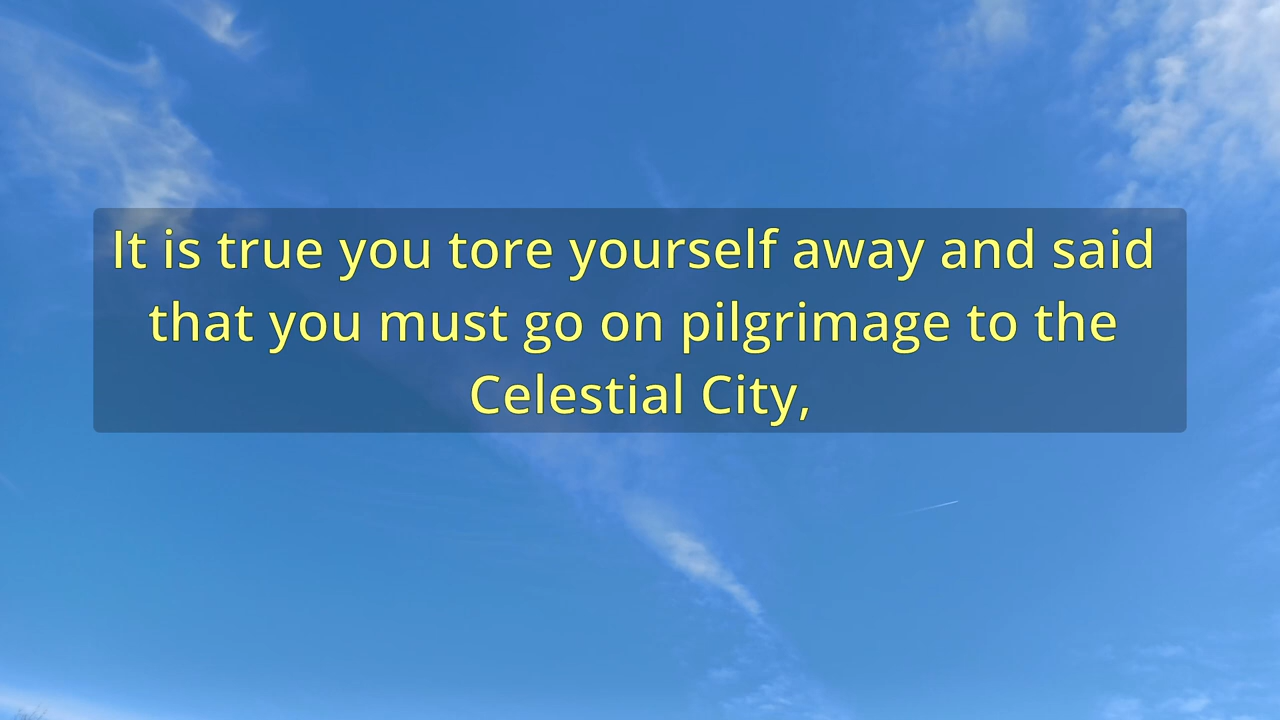 It is true you tore yourself away and said
that you must go on pilgrimage to the
Celestial City,